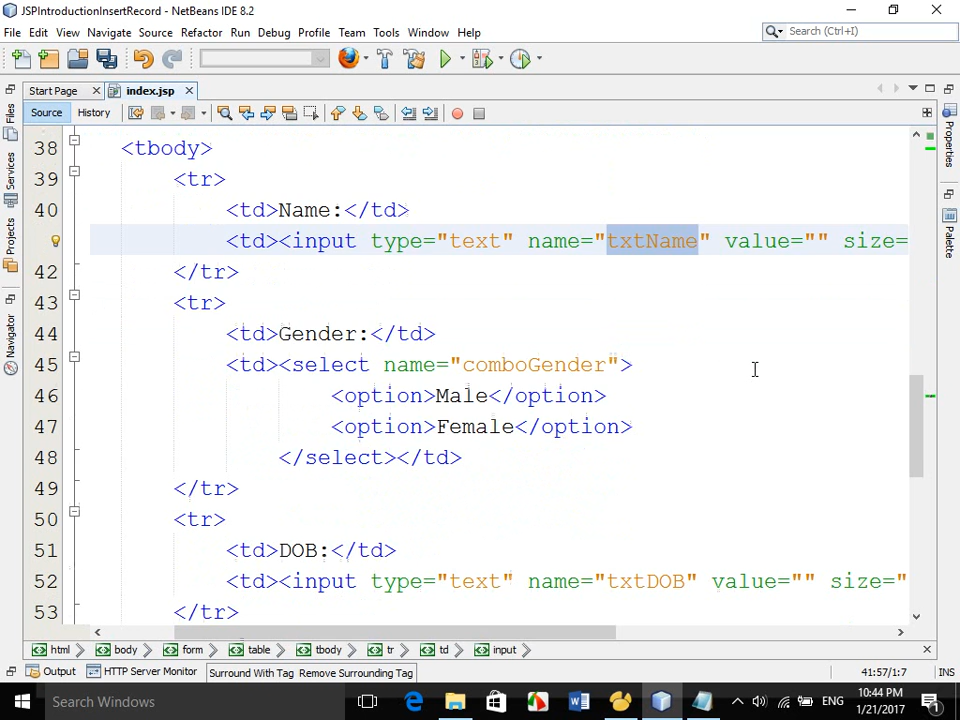 JSPIntroductionInsertRecord - NetBeans IDE 8.2
File Edit View Navigate Source Refactor Run Debug Profile Team Tools Window Help
Search (Ctrl+I)
Start Page
index.jsp
Source History
38 <tbody>
39 <tr>
40 <td>Name:</td>
<td><input type="text" name="txtName" value="" size=
42 </tr>
43 <tr>
44 <td>Gender:</td>
45 <td><select name="comboGender">
46 <option>Male</option>
47 <option>Female</option>
48 </select></td>
49 </tr>
50 <tr>
51 <td>DOB:</td>
52 <td><input type="text" name="txtDOB" value="" size="
53 </tr>
Files
Services
Projects
Navigator
Properties
Palette
html body form table tbody tr td input
Output HTTP Server Monitor Surround With Tag Remove Surrounding Tag
41:57/1:7 INS
Search Windows
ENG
10:44 PM
1/21/2017
1